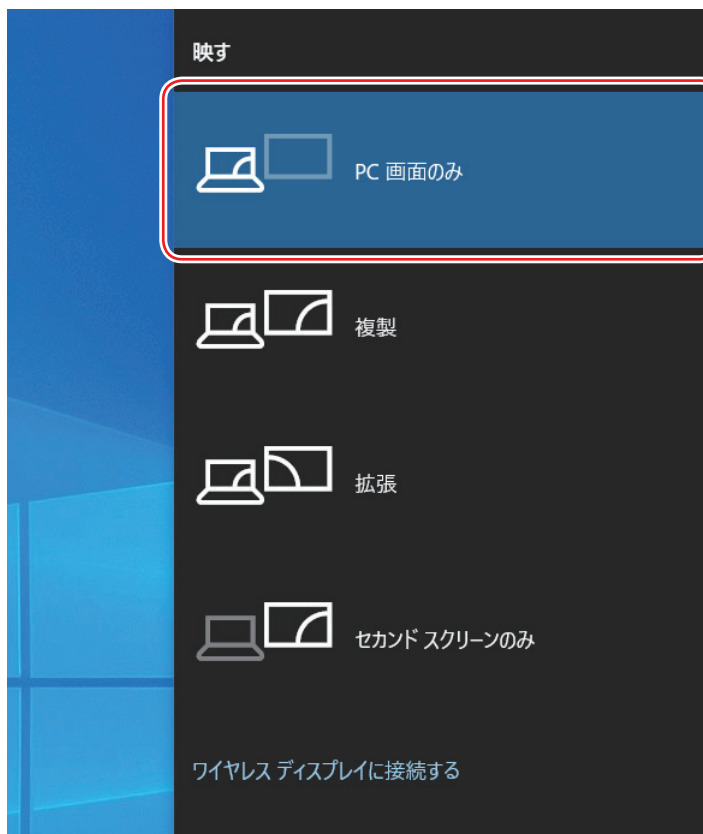 映す
PC 画面のみ
複製
拡張
セカンド スクリーンのみ
ワイヤレス ディスプレイに接続する